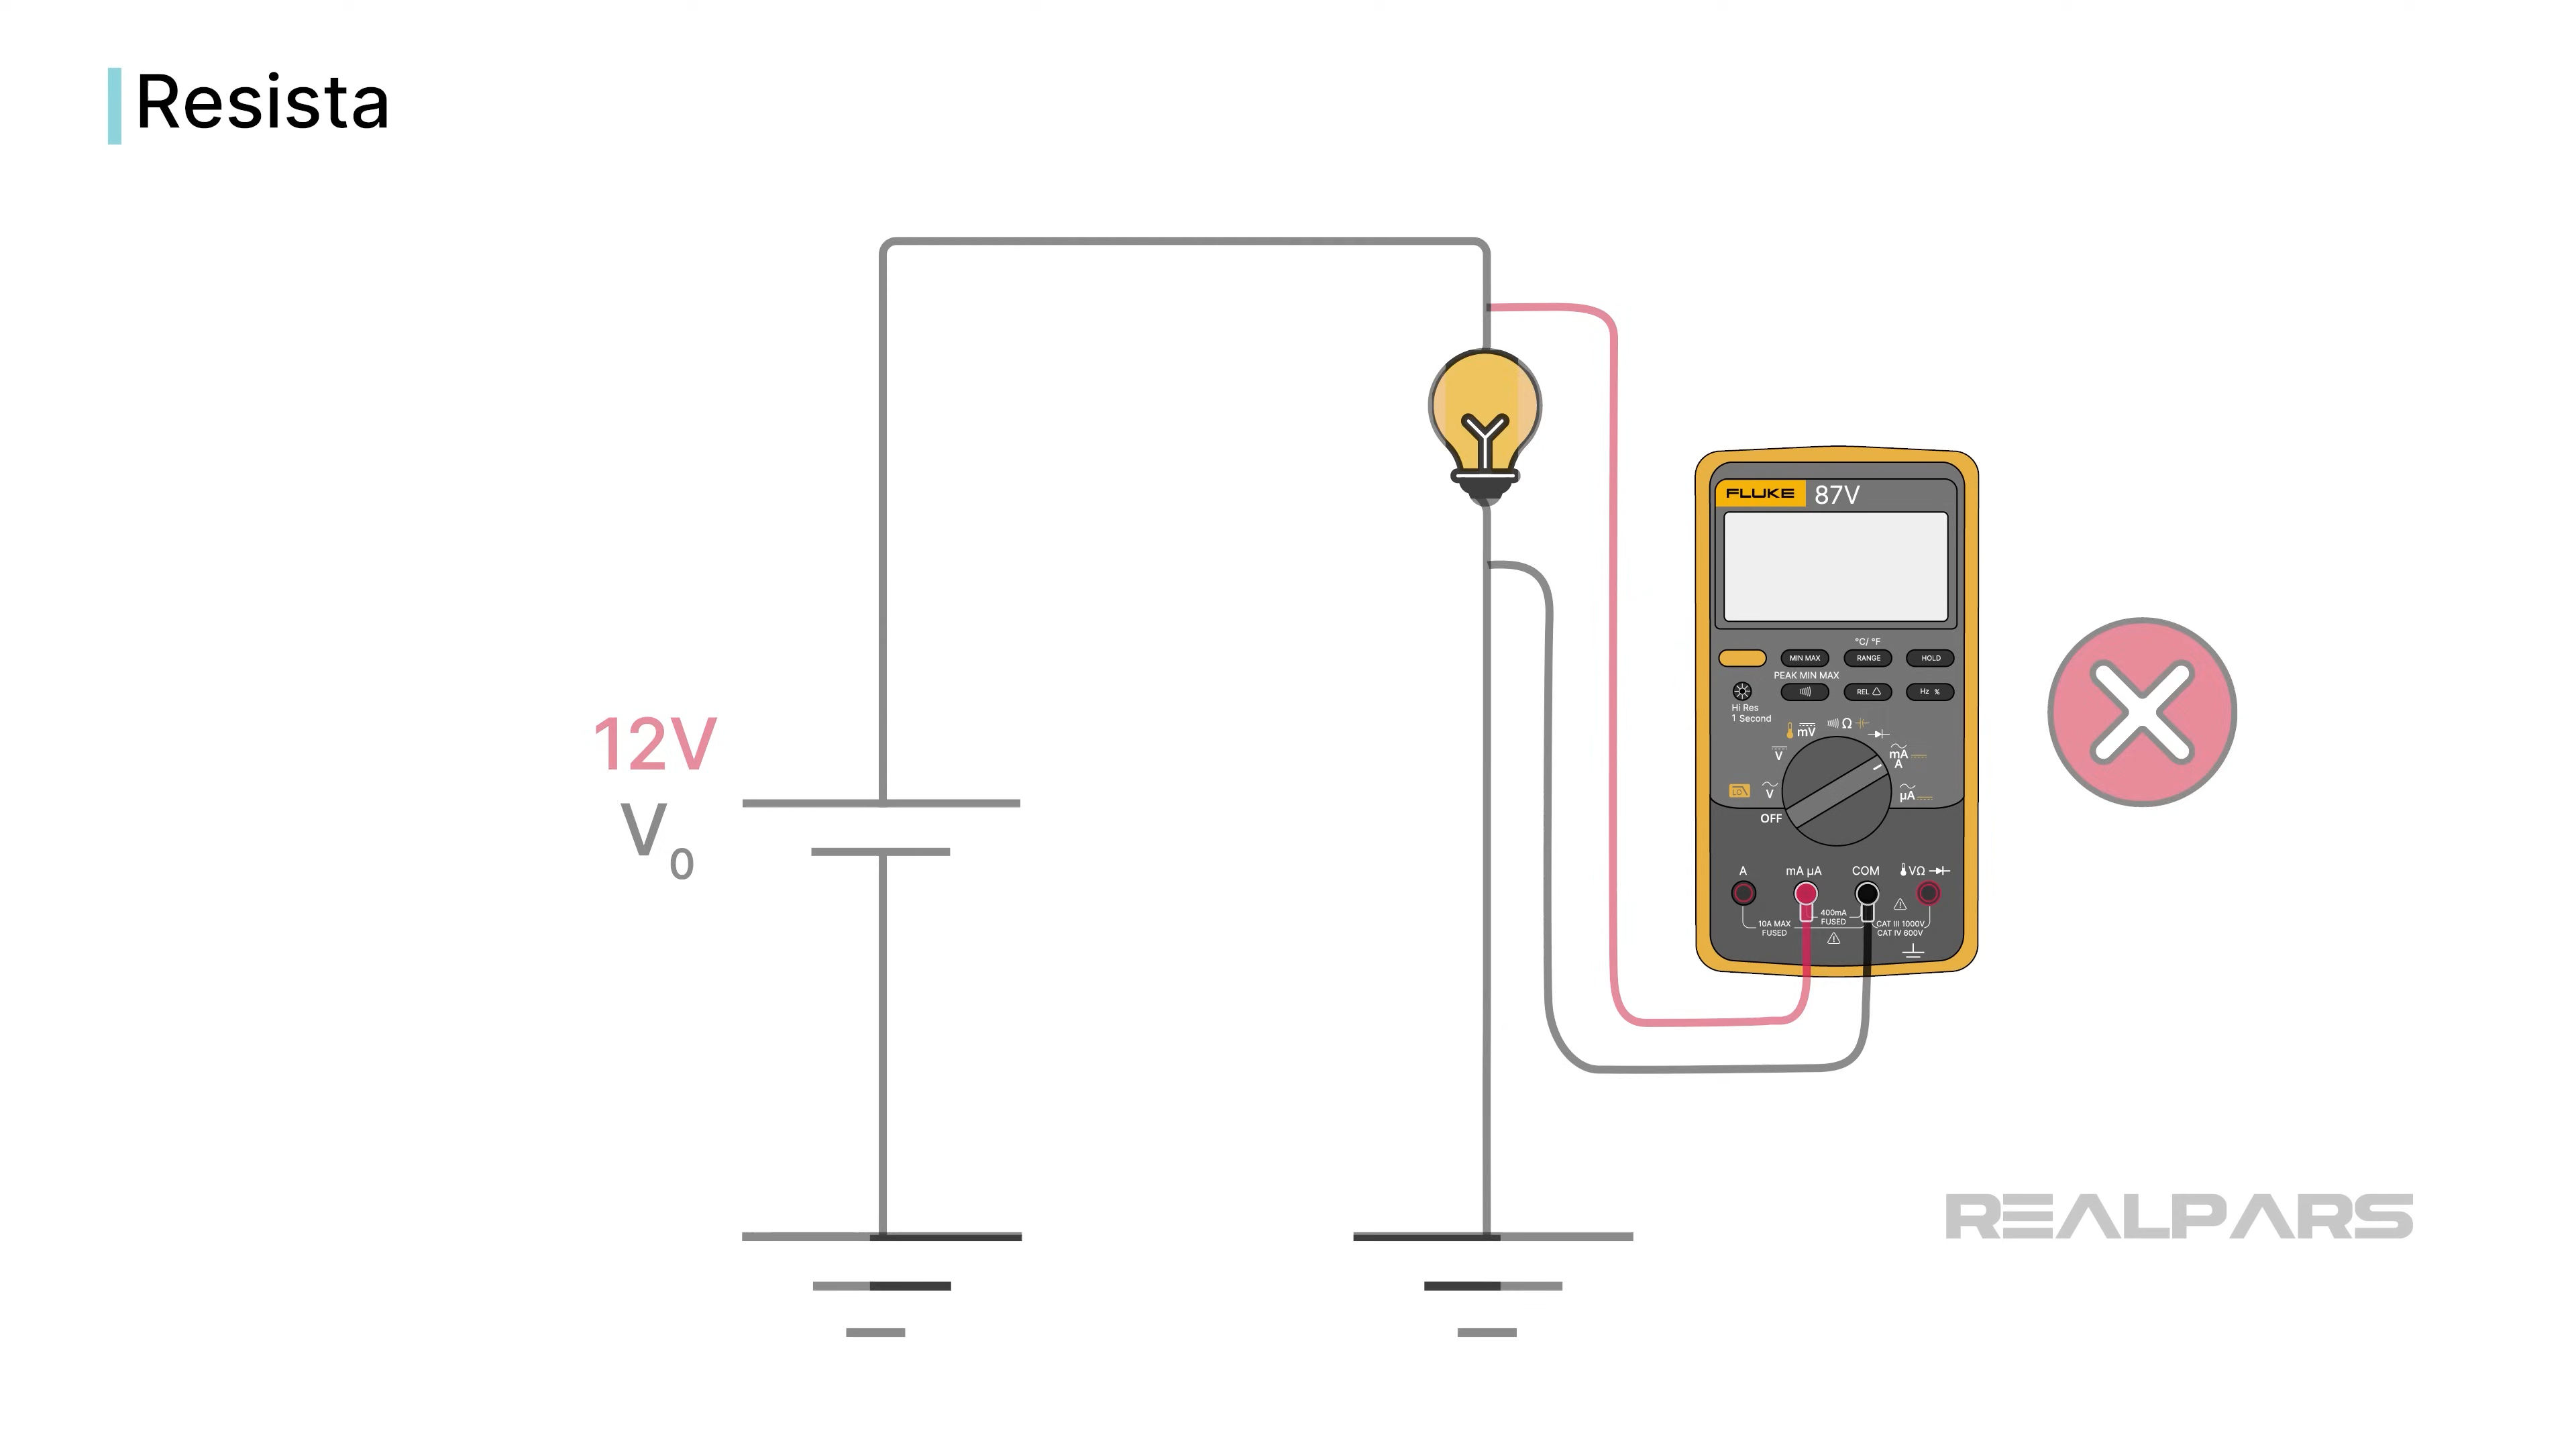 Resista
12V
V₀
FLUKE 87V
°C/ °F
MIN MAX RANGE HOLD
PEAK MIN MAX
REL △ Hz %
Hi Res
1 Second
mV Ω
V mA
A
LO V µA
OFF
A mA µA COM VΩ
400mA
FUSED
10A MAX
FUSED
CAT III 1000V
CAT IV 600V
REALPARS